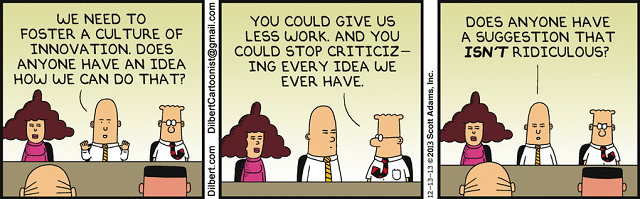 WE NEED TO
FOSTER A CULTURE OF
INNOVATION. DOES
ANYONE HAVE AN IDEA
HOW WE CAN DO THAT?
Dilbert.com DilbertCartoonist@gmail.com
YOU COULD GIVE US
LESS WORK. AND YOU
COULD STOP CRITICIZ-
ING EVERY IDEA WE
EVER HAVE.
12-13-13 © 2013 Scott Adams, Inc.
DOES ANYONE HAVE
A SUGGESTION THAT
ISN'T RIDICULOUS?